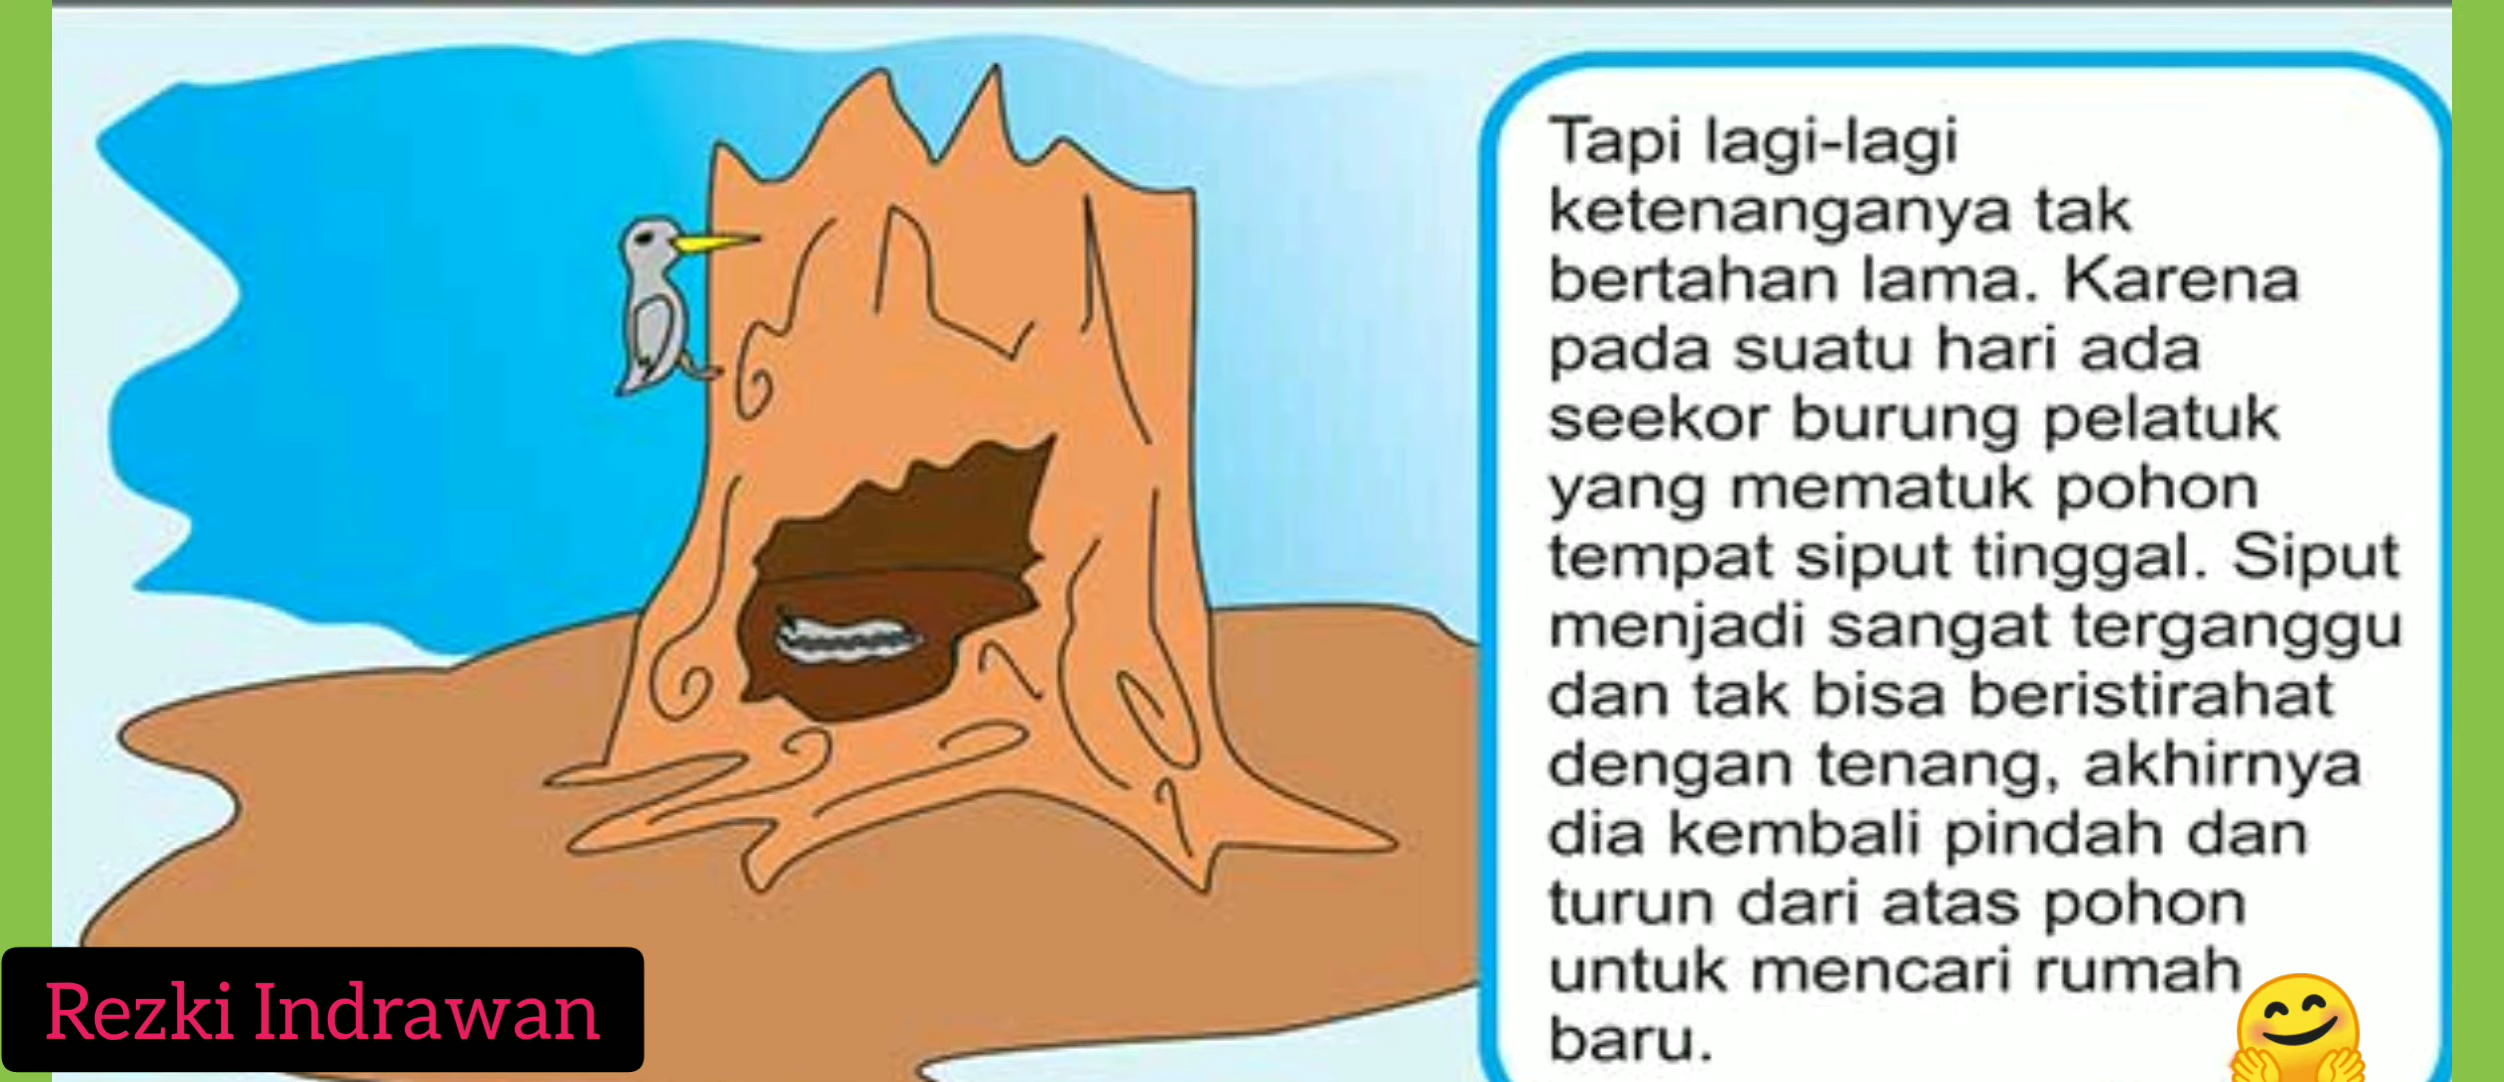 Tapi lagi-lagi
ketenanganya tak
bertahan lama. Karena
pada suatu hari ada
seekor burung pelatuk
yang mematuk pohon
tempat siput tinggal. Siput
menjadi sangat terganggu
dan tak bisa beristirahat
dengan tenang, akhirnya
dia kembali pindah dan
turun dari atas pohon
untuk mencari rumah
baru.
Rezki Indrawan